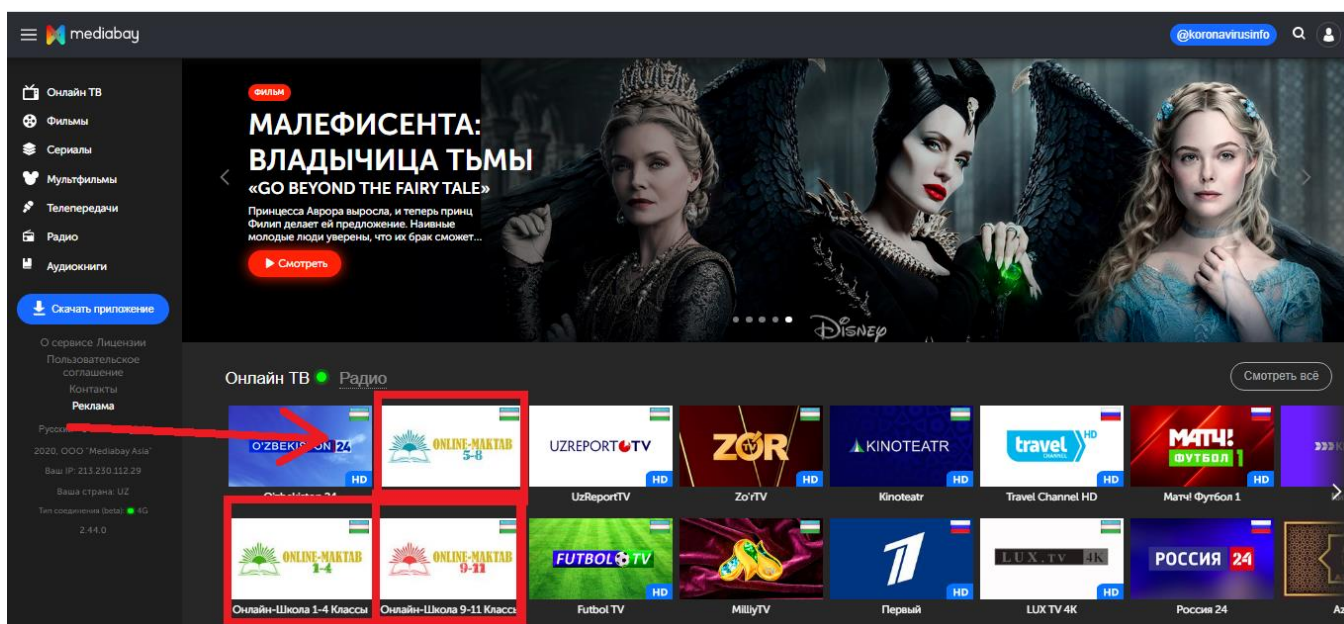 mediabay
@koronavirusinfo
Онлайн ТВ
Фильмы
Сериалы
Мультфильмы
Телепередачи
Радио
Аудиокниги
Скачать приложение
О сервисе Лицензии
Пользовательское
соглашение
Контакты
Реклама
2020, ООО "Mediabay Asia"
Ваш IP: 213.230.112.29
Ваша страна: UZ
Тип соединения (beta) 4G
2.44.0
ФИЛЬМ
МАЛЕФИСЕНТА:
ВЛАДЫЧИЦА ТЬМЫ
«GO BEYOND THE FAIRY TALE»
Принцесса Аврора выросла, и теперь принц
Филип делает ей предложение. Наивные
молодые люди уверены, что их брак сможет...
Смотреть
Disney
Онлайн ТВ Радио
Смотреть всё
24 HD
ONLINE-MAKTAB
5-8
UZREPORT TV HD
ZO'R HD
KINOTEATR HD
travel CHANNEL HD HD
МАТЧ! ФУТБОЛ 1 HD
UzReportTV
Zo'rTV
Kinoteatr
Travel Channel HD
Матч! Футбол 1
ONLINE-MAKTAB
1-4
ONLINE-MAKTAB
9-11
FUTBOL TV HD
HD
LUX.TV 4K HD
РОССИЯ 24
Онлайн-Школа 1-4 Классы
Онлайн-Школа 9-11 Классы
Futbol TV
MilliyTV
Первый
LUX TV 4K
Россия 24